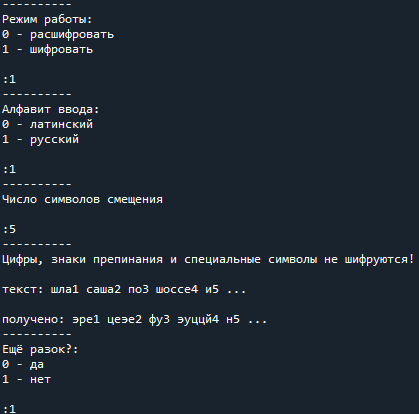 ----------
Режим работы:
0 - расшифровать
1 - шифровать
:1
----------
Алфавит ввода:
0 - латинский
1 - русский
:1
----------
Число символов смещения
:5
----------
Цифры, знаки препинания и специальные символы не шифруются!
текст: шла1 саша2 по3 шоссе4 и5 ...
получено: эре1 цеэе2 фу3 эуццй4 н5 ...
----------
Ещё разок?:
0 - да
1 - нет
:1